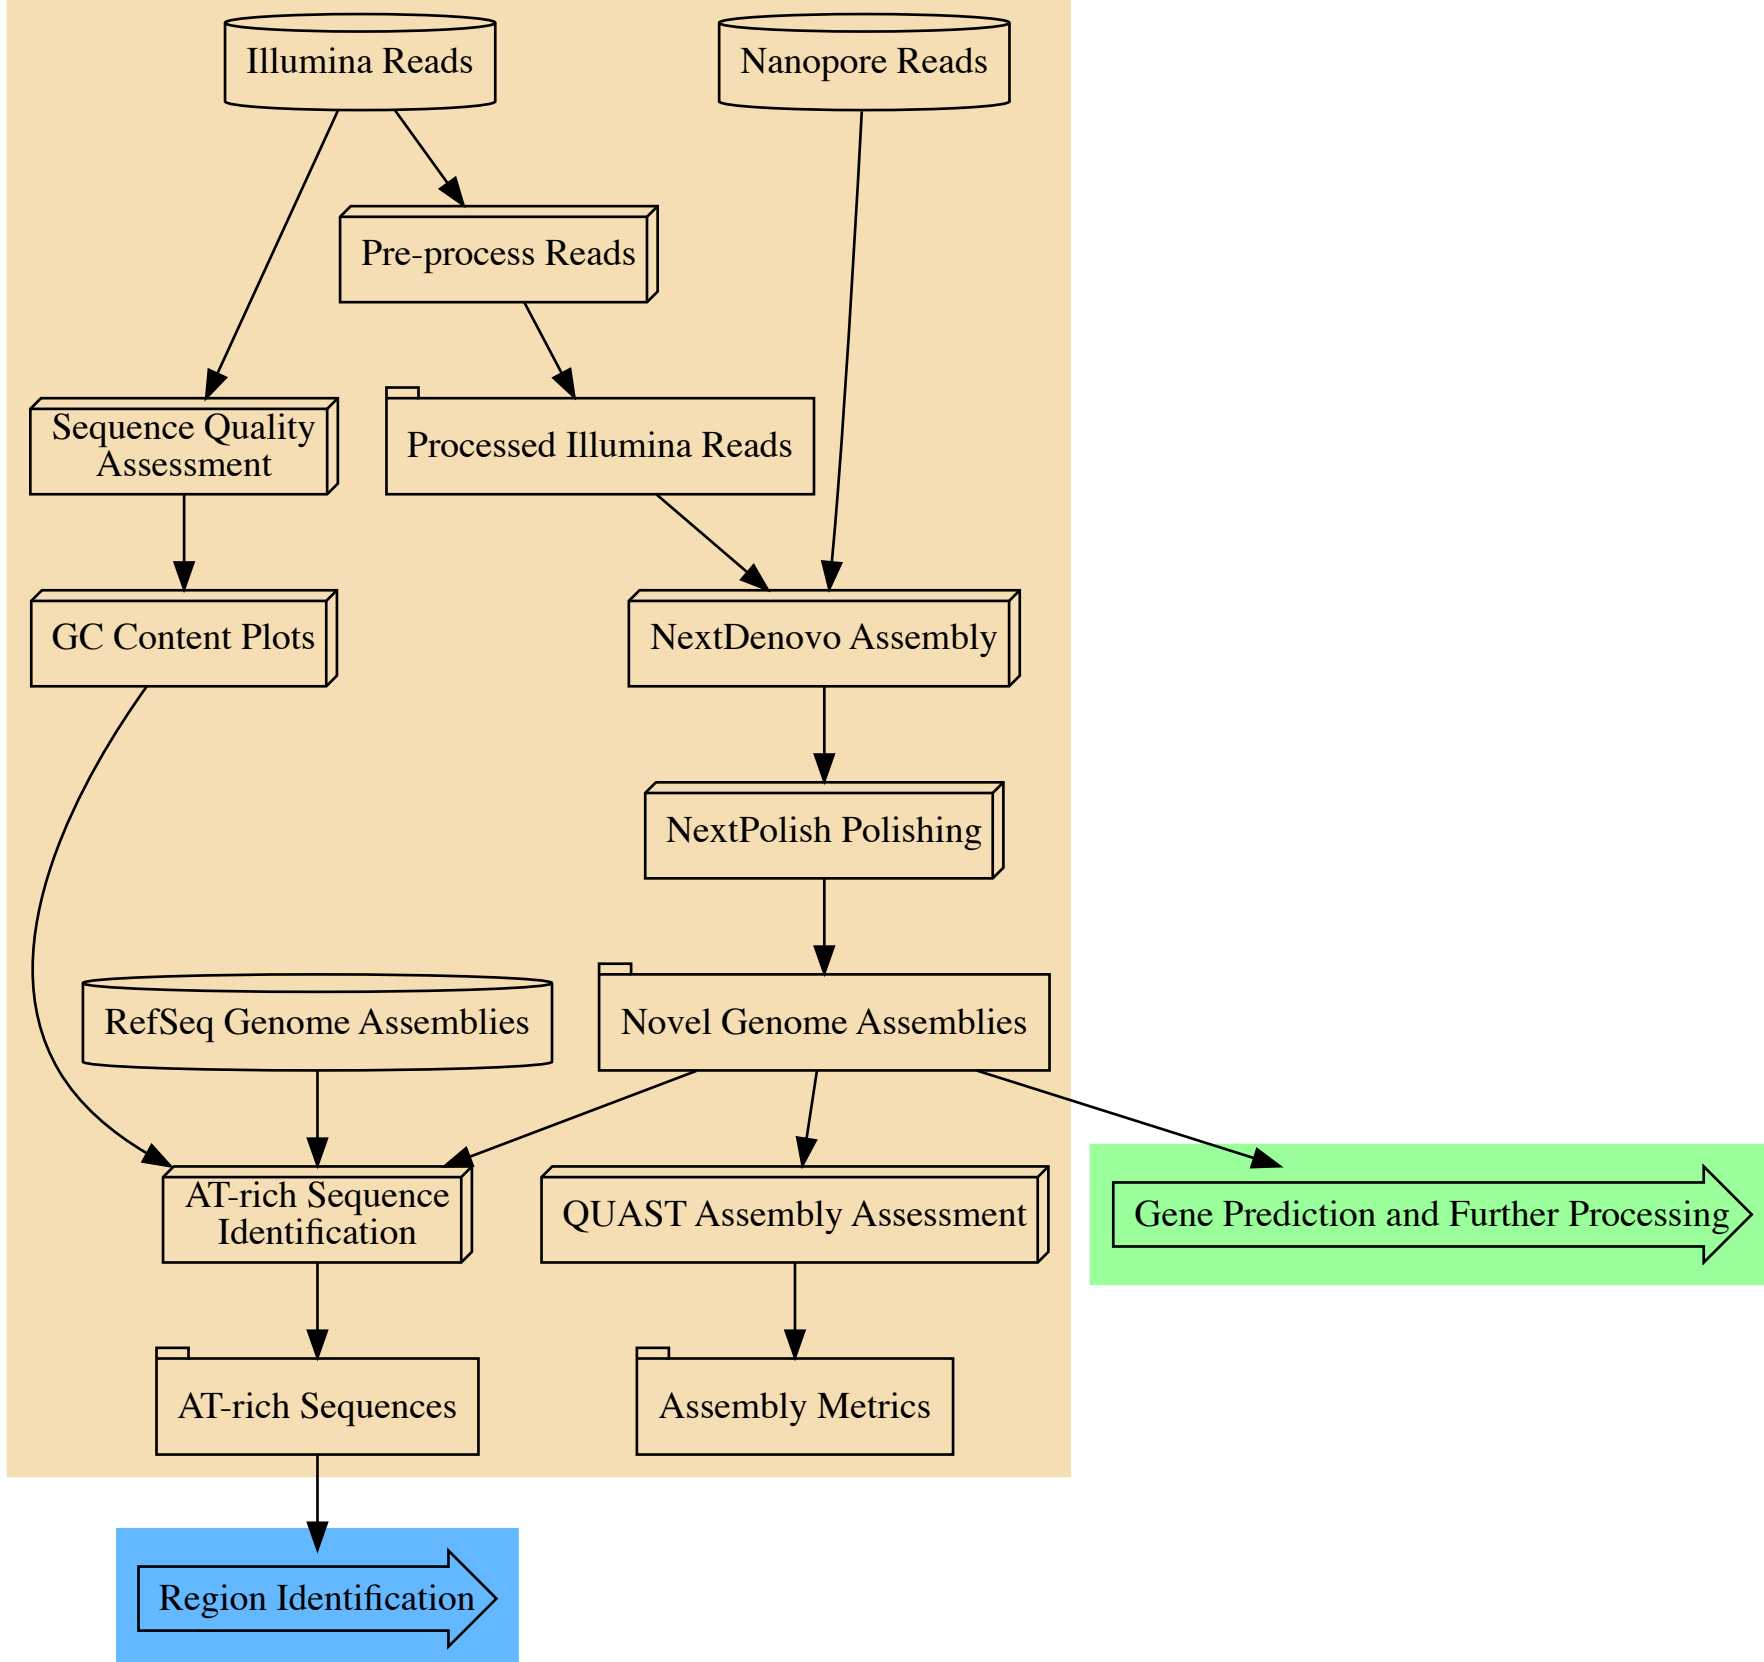 Illumina Reads
Nanopore Reads
Pre-process Reads
Sequence Quality
Assessment
Processed Illumina Reads
GC Content Plots
NextDenovo Assembly
NextPolish Polishing
RefSeq Genome Assemblies
Novel Genome Assemblies
AT-rich Sequence
Identification
QUAST Assembly Assessment
Gene Prediction and Further Processing
AT-rich Sequences
Assembly Metrics
Region Identification